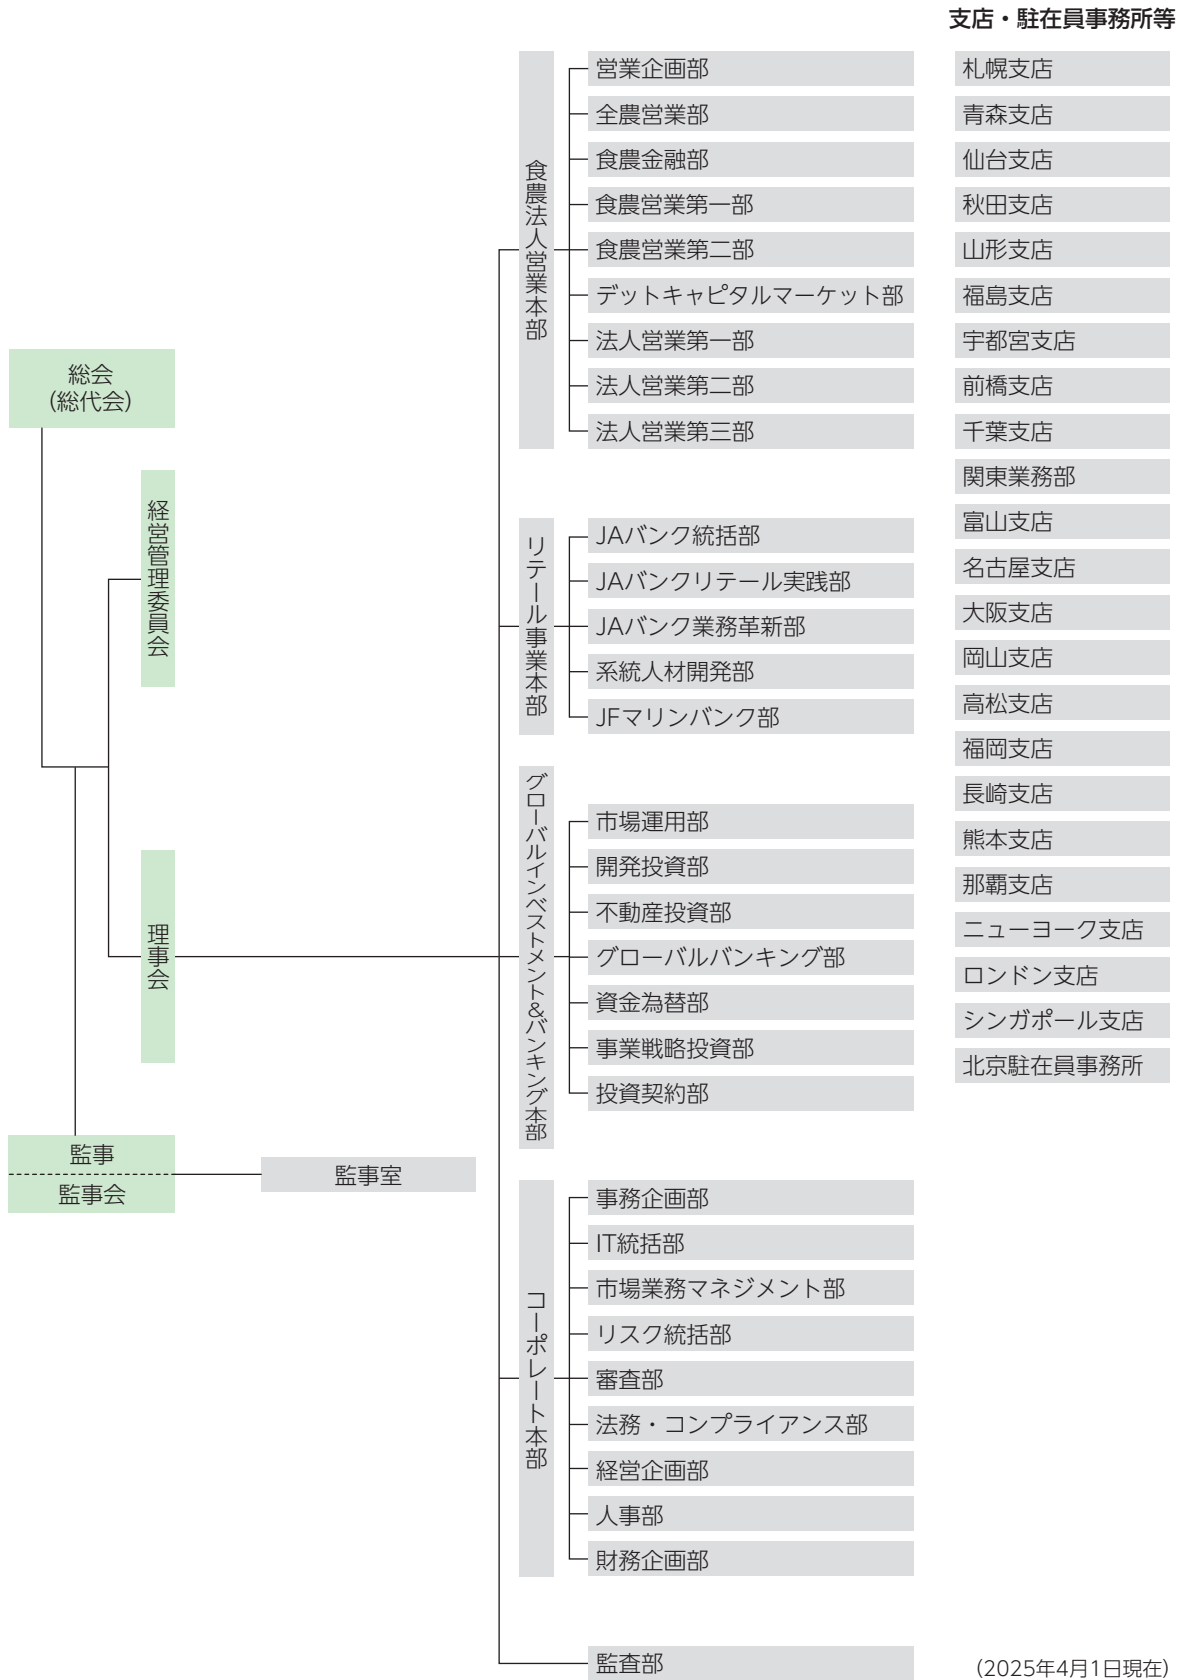 支店・駐在員事務所等
総会
(総代会)
経営管理委員会
理事会
監事
監事会
監事室
食農法人営業本部
営業企画部
全農営業部
食農金融部
食農営業第一部
食農営業第二部
デットキャピタルマーケット部
法人営業第一部
法人営業第二部
法人営業第三部
リテール事業本部
JAバンク統括部
JAバンクリテール実践部
JAバンク業務革新部
系統人材開発部
JFマリンバンク部
グローバルインベストメント&バンキング本部
市場運用部
開発投資部
不動産投資部
グローバルバンキング部
資金為替部
事業戦略投資部
投資契約部
コーポレート本部
事務企画部
IT統括部
市場業務マネジメント部
リスク統括部
審査部
法務・コンプライアンス部
経営企画部
人事部
財務企画部
監査部
札幌支店
青森支店
仙台支店
秋田支店
山形支店
福島支店
宇都宮支店
前橋支店
千葉支店
関東業務部
富山支店
名古屋支店
大阪支店
岡山支店
高松支店
福岡支店
長崎支店
熊本支店
那覇支店
ニューヨーク支店
ロンドン支店
シンガポール支店
北京駐在員事務所
(2025年4月1日現在)